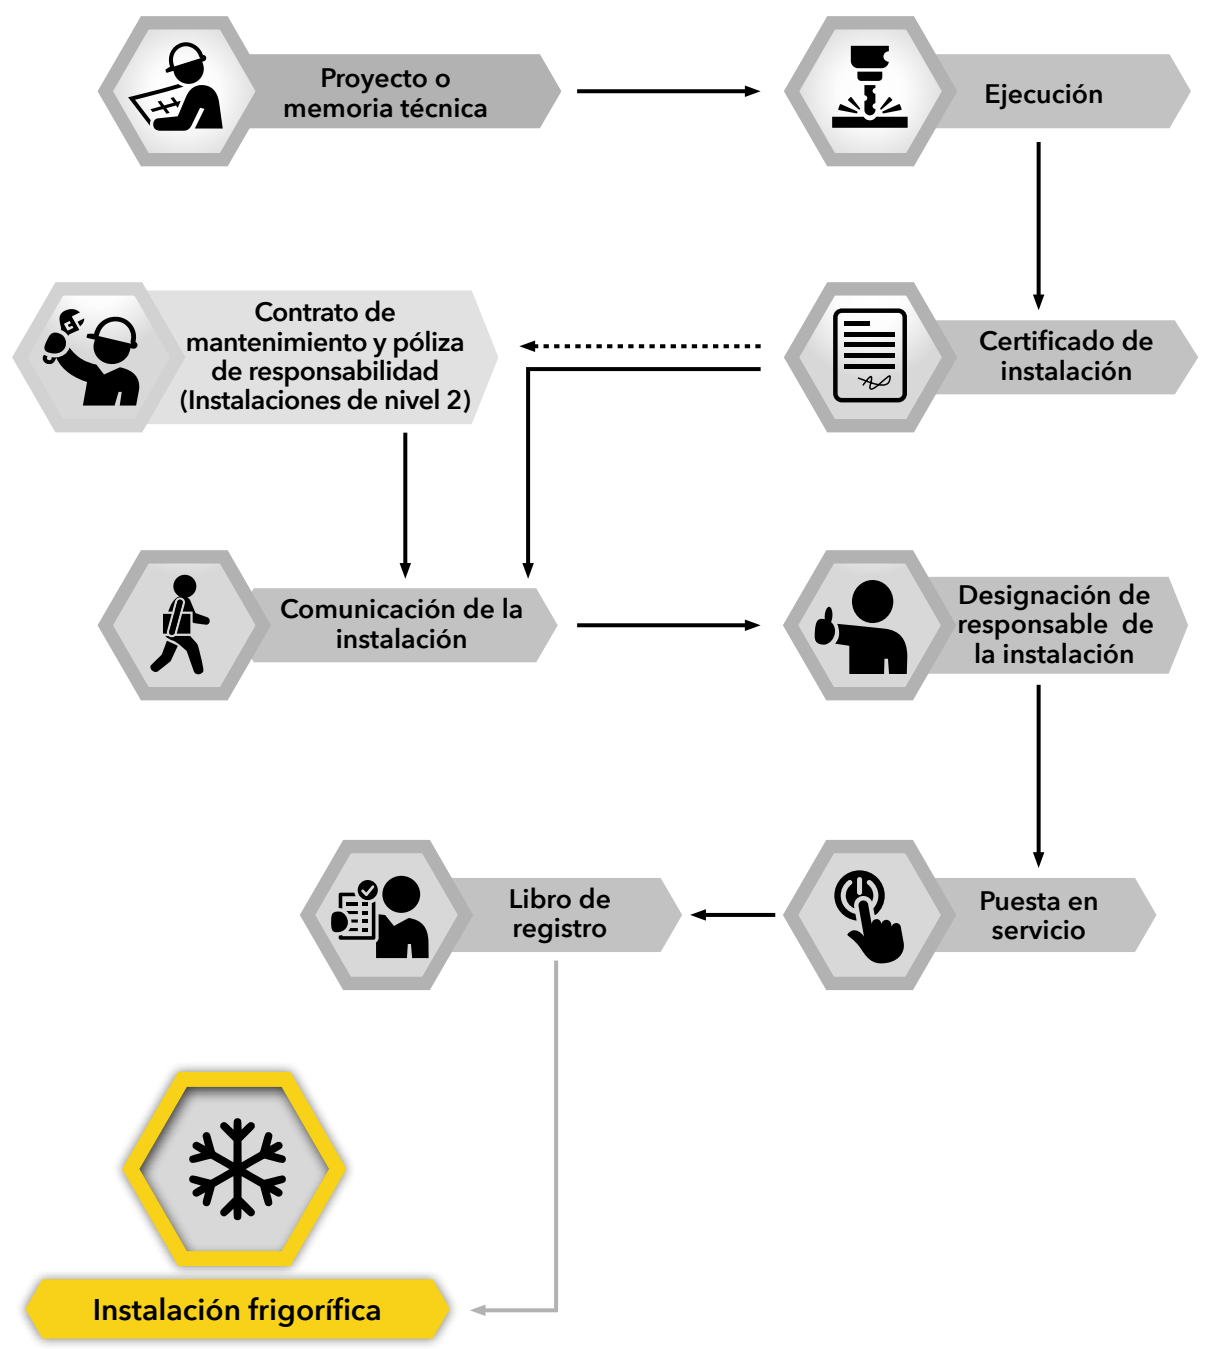 Proyecto o
memoria técnica
Ejecución
Contrato de
mantenimiento y póliza
de responsabilidad
(Instalaciones de nivel 2)
Certificado de
instalación
Comunicación de la
instalación
Designación de
responsable de
la instalación
Libro de
registro
Puesta en
servicio
Instalación frigorífica